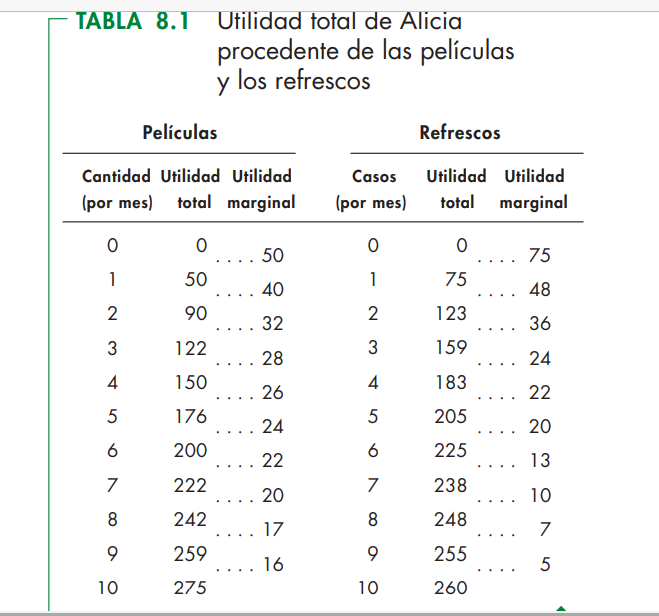 TABLA 8.1 Utilidad total de Alicia
procedente de las películas
y los refrescos
Películas Refrescos
Cantidad Utilidad Utilidad Casos Utilidad Utilidad
(por mes) total marginal (por mes) total marginal
0 0 0 0
. . . . 50 . . . . 75
1 50 1 75
. . . . 40 . . . . 48
2 90 2 123
. . . . 32 . . . . 36
3 122 3 159
. . . . 28 . . . . 24
4 150 4 183
. . . . 26 . . . . 22
5 176 5 205
. . . . 24 . . . . 20
6 200 6 225
. . . . 22 . . . . 13
7 222 7 238
. . . . 20 . . . . 10
8 242 8 248
. . . . 17 . . . . 7
9 259 9 255
. . . . 16 . . . . 5
10 275 10 260